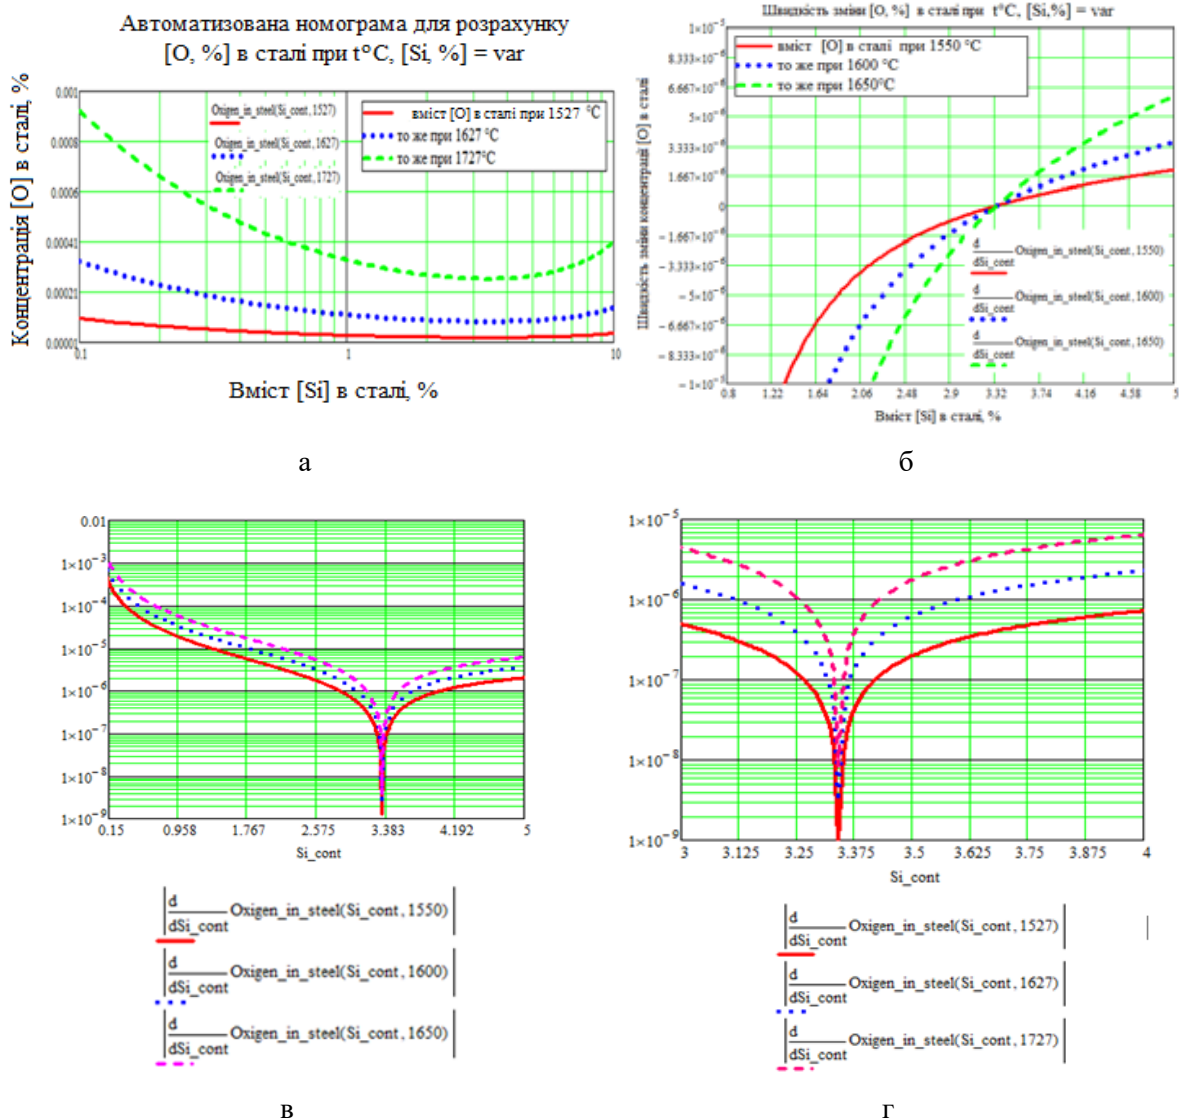 Автоматизована номограма для розрахунку
[O, %] в сталі при t°C, [Si, %] = var
Концентрація [O] в сталі, %
0.001
0.0008
0.0006
0.00041
0.00021
0.00001
Oxigen_in_steel(Si_cont,1527)
Oxigen_in_steel(Si_cont,1627)
Oxigen_in_steel(Si_cont,1727)
вміст [O] в сталі при 1527 °C
то же при 1627 °C
то же при 1727°C
0.1
1
10
Вміст [Si] в сталі, %
а
Швидкість зміни [O, %] в сталі при t°C, [Si,%] = var
Швидкість зміни концентрації [O] в сталі
1×10⁻⁵
8.333×10⁻⁶
6.667×10⁻⁶
5×10⁻⁶
3.333×10⁻⁶
1.667×10⁻⁶
0
−1.667×10⁻⁶
−3.333×10⁻⁶
−5×10⁻⁶
−6.667×10⁻⁶
−8.333×10⁻⁶
−1×10⁻⁵
вміст [O] в сталі при 1550 °C
то же при 1600 °C
то же при 1650°C
d
dSi_cont Oxigen_in_steel(Si_cont,1550)
d
dSi_cont Oxigen_in_steel(Si_cont,1600)
d
dSi_cont Oxigen_in_steel(Si_cont,1650)
0.8 1.22 1.64 2.06 2.48 2.9 3.32 3.74 4.16 4.58 5
Вміст [Si] в сталі, %
б
0.01
1×10⁻³
1×10⁻⁴
1×10⁻⁵
1×10⁻⁶
1×10⁻⁷
1×10⁻⁸
1×10⁻⁹
0.15 0.958 1.767 2.575 3.383 4.192 5
Si_cont
d
dSi_cont Oxigen_in_steel(Si_cont,1550)
d
dSi_cont Oxigen_in_steel(Si_cont,1600)
d
dSi_cont Oxigen_in_steel(Si_cont,1650)
в
1×10⁻⁵
1×10⁻⁶
1×10⁻⁷
1×10⁻⁸
1×10⁻⁹
3 3.125 3.25 3.375 3.5 3.625 3.75 3.875 4
Si_cont
d
dSi_cont Oxigen_in_steel(Si_cont,1527)
d
dSi_cont Oxigen_in_steel(Si_cont,1627)
d
dSi_cont Oxigen_in_steel(Si_cont,1727)
г